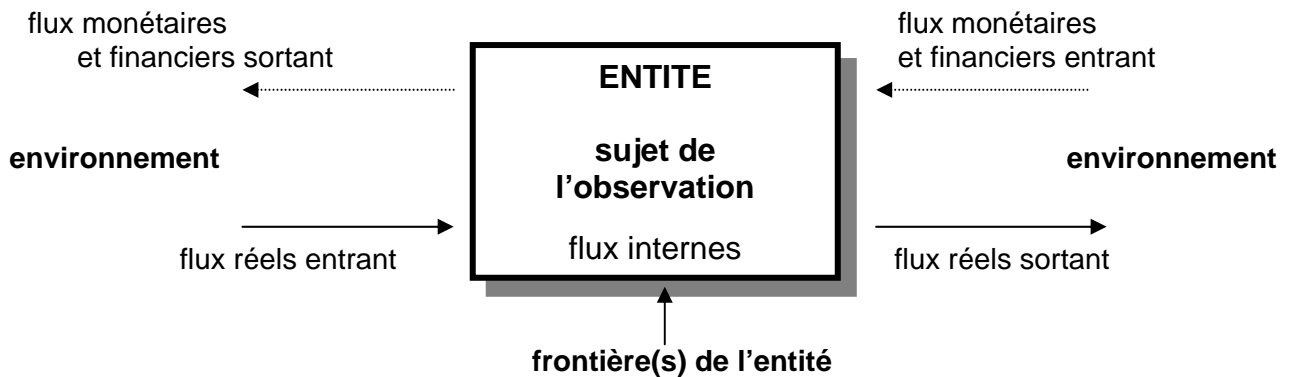 flux monétaires
et financiers sortant
ENTITE
flux monétaires
et financiers entrant
environnement
sujet de
l’observation
environnement
flux réels entrant
flux internes
flux réels sortant
frontière(s) de l’entité